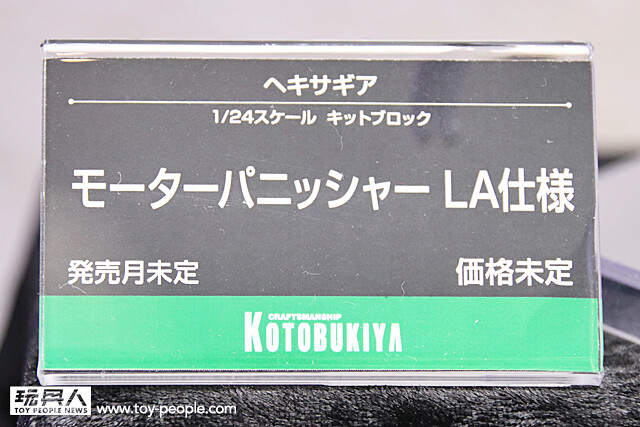 ヘキサギア
1/24スケール キットブロック
モーターパニッシャー LA仕様
発売月未定 価格未定
CRAFTSMANSHIP
KOTOBUKIYA
玩具人
TOY PEOPLE NEWS www.toy-people.com